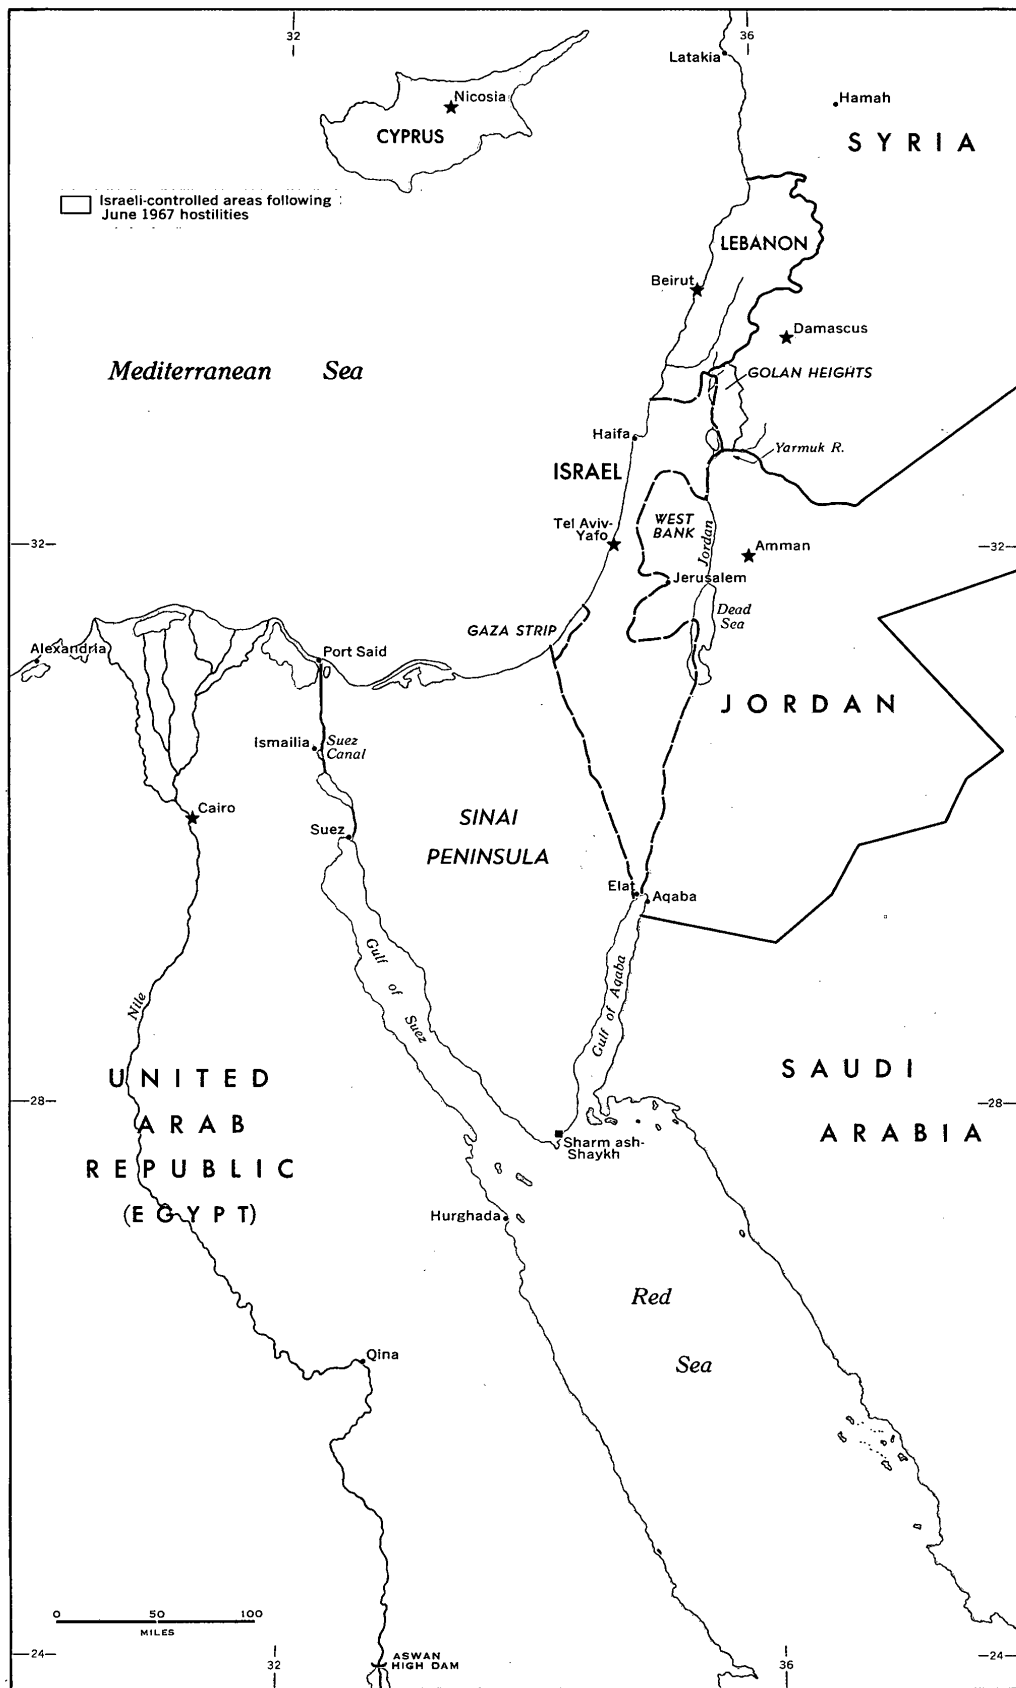 32
36
Latakia
Hamah
Nicosia
CYPRUS
SYRIA
Israeli-controlled areas following
June 1967 hostilities
LEBANON
Beirut
Damascus
Mediterranean Sea
GOLAN HEIGHTS
Haifa
Yarmuk R.
ISRAEL
WEST
BANK
Tel Aviv-
Yafo
Jordan
32
Amman
32
Jerusalem
Dead
Sea
GAZA STRIP
Alexandria
Port Said
JORDAN
Ismailia
Suez
Canal
Cairo
SINAI
PENINSULA
Suez
Elat
Aqaba
Gulf of Suez
Gulf of Aqaba
Nile
UNITED
ARAB
REPUBLIC
(EGYPT)
SAUDI
ARABIA
28
28
Sharm ash-
Shaykh
Hurghada
Red
Sea
Qina
0 50 100
MILES
24
32
ASWAN
HIGH DAM
36
24